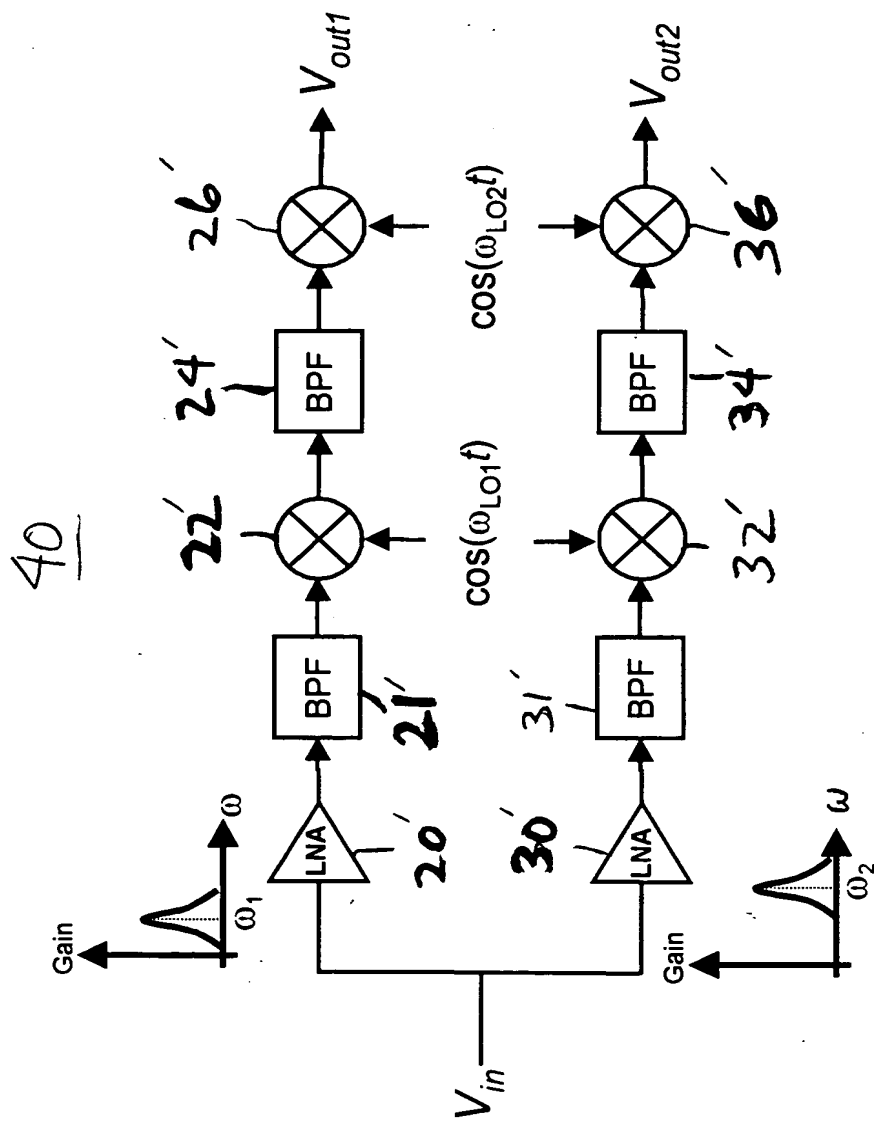 40
Gain
ω
ω1
Vin
LNA
20'
BPF
21'
22'
cos(ωLO1t)
BPF
24'
26'
cos(ωLO2t)
Vout1
Gain
ω
ω2
LNA
30'
BPF
31'
32'
BPF
34'
36'
Vout2